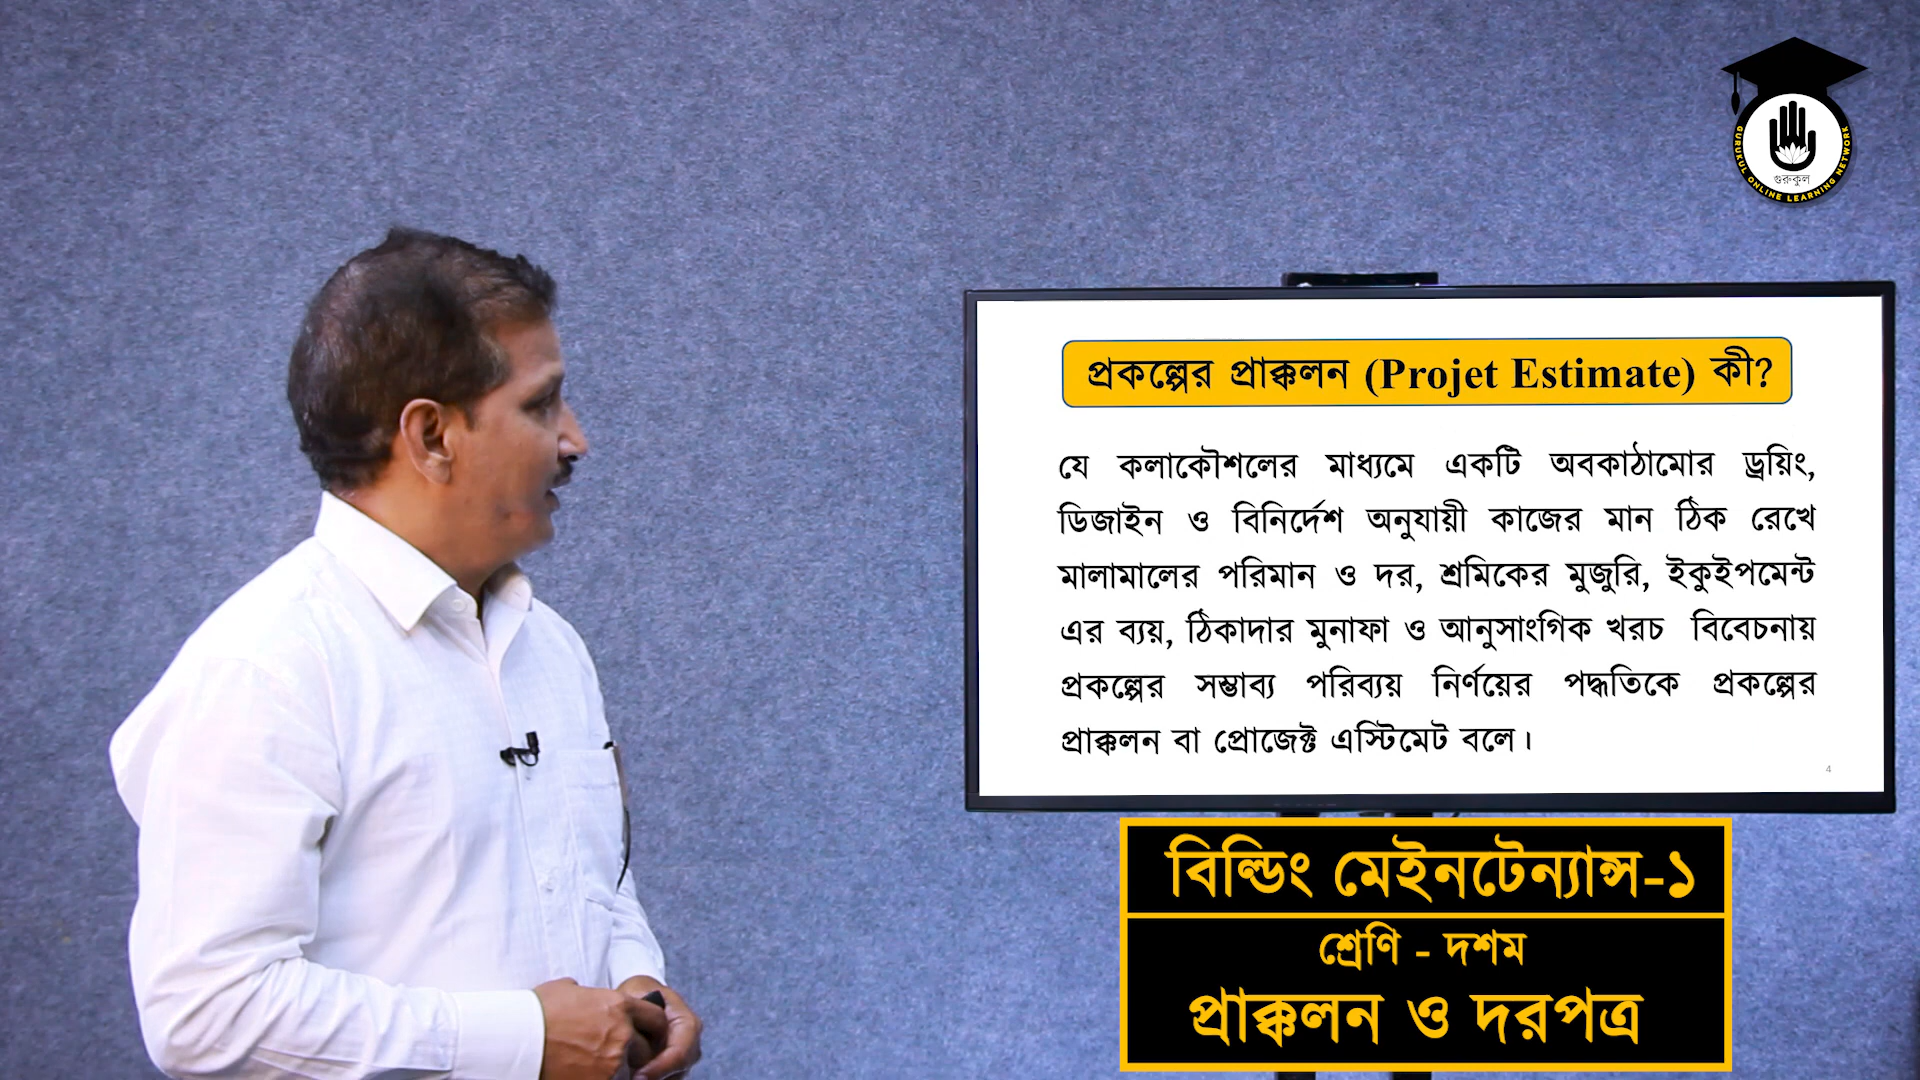 গুরুকুল
GURUKUL ONLINE LEARNING NETWORK
প্রকল্পের প্রাক্কলন (Projet Estimate) কী?
যে কলাকৌশলের মাধ্যমে একটি অবকাঠামোর ড্রয়িং,
ডিজাইন ও বিনির্দেশ অনুযায়ী কাজের মান ঠিক রেখে
মালামালের পরিমান ও দর, শ্রমিকের মুজুরি, ইকুইপমেন্ট
এর ব্যয়, ঠিকাদার মুনাফা ও আনুসাংগিক খরচ বিবেচনায়
প্রকল্পের সম্ভাব্য পরিব্যয় নির্ণয়ের পদ্ধতিকে প্রকল্পের
প্রাক্কলন বা প্রোজেক্ট এস্টিমেট বলে।
4
বিল্ডিং মেইনটেন্যান্স-১
শ্রেণি - দশম
প্রাক্কলন ও দরপত্র